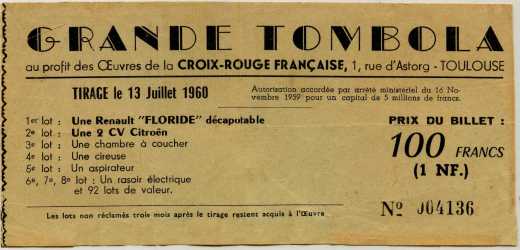 GRANDE TOMBOLA
au profit des Œuvres de la CROIX-ROUGE FRANÇAISE, 1, rue d'Astorg - TOULOUSE
TIRAGE le 13 Juillet 1960
Autorisation accordée par arrêté ministériel du 16 No-
vembre 1959 pour un capital de 5 millions de francs.
1er lot : Une Renault "FLORIDE" décapotable
2e lot : Une 2 CV Citroën
3e lot : Une chambre à coucher
4e lot : Une cireuse
5e lot : Un aspirateur
6e, 7e, 8e lot : Un rasoir électrique
et 92 lots de valeur.
PRIX DU BILLET :
100 FRANCS
(1 NF.)
Les lots non réclamés trois mois après le tirage restent acquis à l'Œuvre
No 004136